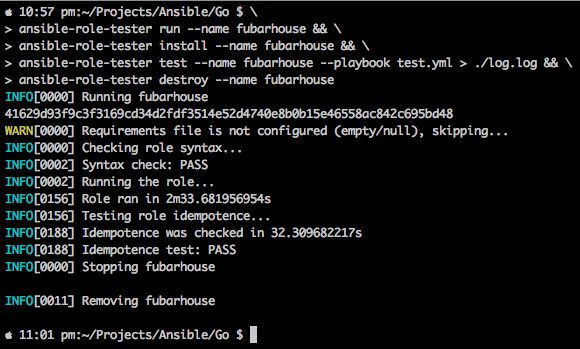 10:57 pm:~/Projects/Ansible/Go $ \
> ansible-role-tester run --name fubarhouse && \
> ansible-role-tester install --name fubarhouse && \
> ansible-role-tester test --name fubarhouse --playbook test.yml > ./log.log && \
> ansible-role-tester destroy --name fubarhouse
INFO[0000] Running fubarhouse
41629d93f9c3f3169cd34d2fdf3514e52d4740e8b0b15e46558ac842c695bd48
WARN[0000] Requirements file is not configured (empty/null), skipping...
INFO[0000] Checking role syntax...
INFO[0002] Syntax check: PASS
INFO[0002] Running the role...
INFO[0156] Role ran in 2m33.681956954s
INFO[0156] Testing role idempotence...
INFO[0188] Idempotence was checked in 32.309682217s
INFO[0188] Idempotence test: PASS
INFO[0000] Stopping fubarhouse
INFO[0011] Removing fubarhouse
11:01 pm:~/Projects/Ansible/Go $